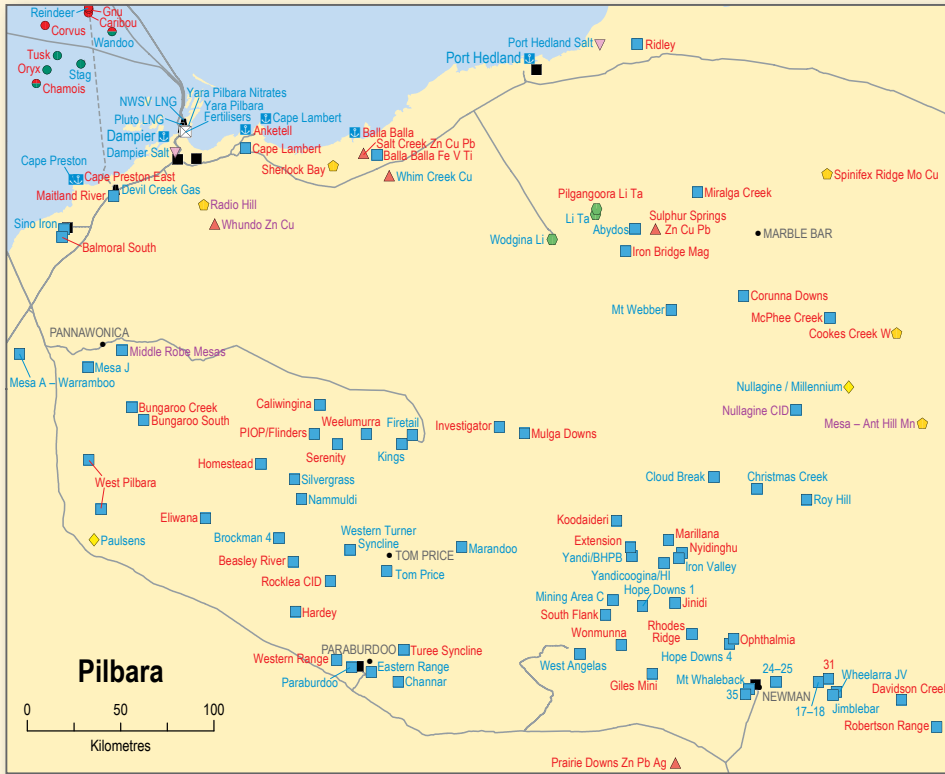 Reindeer
Gnu
Caribou
Corvus
Wandoo
Tusk
Oryx
Stag
Chamois
Port Hedland Salt
Ridley
Port Hedland
NWSV LNG
Yara Pilbara Nitrates
Yara Pilbara
Fertilisers
Pluto LNG
Cape Lambert
Dampier
Anketell
Balla Balla
Salt Creek Zn Cu Pb
Dampier Salt
Cape Lambert
Balla Balla Fe V Ti
Cape Preston
Sherlock Bay
Whim Creek Cu
Spinifex Ridge Mo Cu
Cape Preston East
Devil Creek Gas
Maitland River
Pilgangoora Li Ta
Miralga Creek
Radio Hill
Li Ta
Sulphur Springs
Zn Cu Pb
Sino Iron
Whundo Zn Cu
Abydos
MARBLE BAR
Wodgina Li
Balmoral South
Iron Bridge Mag
Corunna Downs
Mt Webber
McPhee Creek
Cookes Creek W
PANNAWONICA
Middle Robe Mesas
Mesa J
Mesa A – Warramboo
Nullagine / Millennium
Bungaroo Creek
Caliwingina
Nullagine CID
Bungaroo South
Weelumurra
Firetail
Mesa – Ant Hill Mn
PIOP/Flinders
Investigator
Mulga Downs
Serenity
Kings
Homestead
West Pilbara
Silvergrass
Cloud Break
Christmas Creek
Nammuldi
Roy Hill
Eliwana
Koodaideri
Paulsens
Brockman 4
Western Turner
Syncline
Marandoo
Extension
Marillana
Nyidinghu
TOM PRICE
Yandi/BHPB
Iron Valley
Beasley River
Tom Price
Yandicoogina/HI
Rocklea CID
Hope Downs 1
Mining Area C
Jinidi
Hardey
South Flank
Rhodes
Ridge
Wonmunna
Ophthalmia
PARABURDOO
Turee Syncline
Western Range
West Angelas
Hope Downs 4
Pilbara
Eastern Range
Paraburdoo
Channar
Giles Mini
Mt Whaleback
24–25
31
Wheelarra JV
Davidson Creek
35
NEWMAN
17–18
Jimblebar
Robertson Range
0 50 100
Kilometres
Prairie Downs Zn Pb Ag